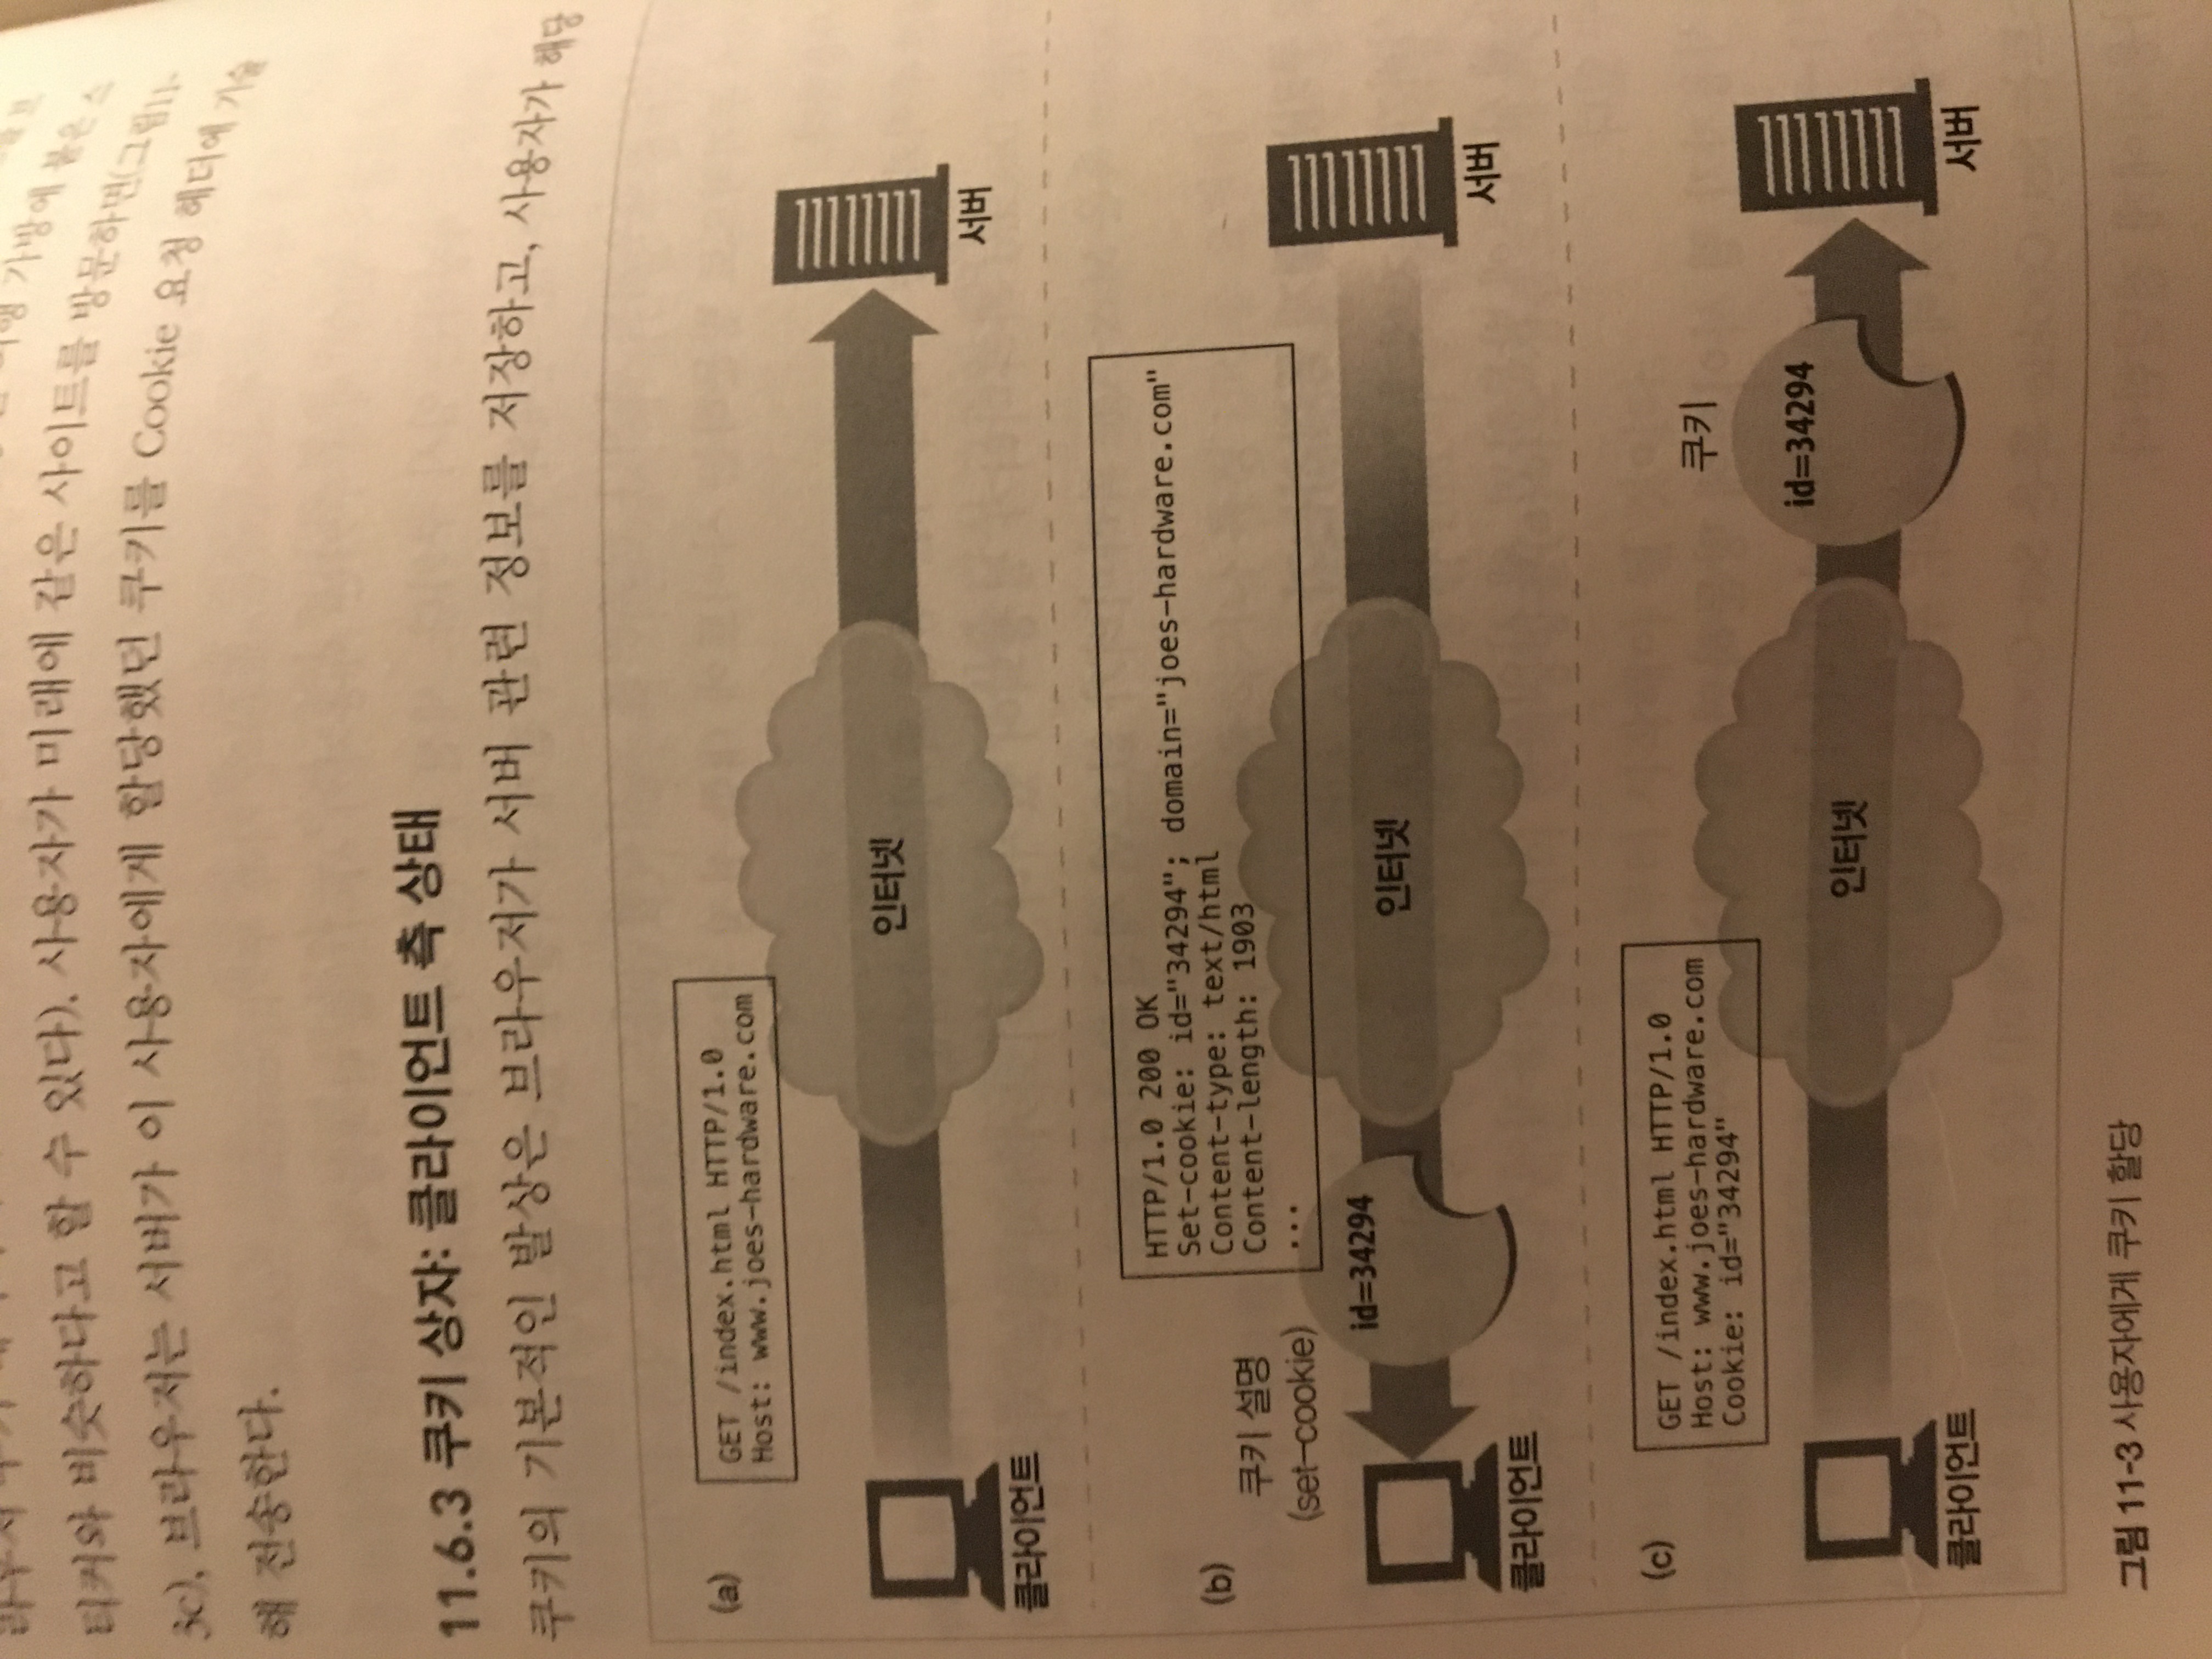 티커와 비슷하다고 할 수 있다). 사용자가 미래에 같은 사이트를 방문하면(그림11-
3c), 브라우저는 서버가 이 사용자에게 할당했던 쿠키를 Cookie 요청 헤더에 기술
해 전송한다.
11.6.3 쿠키 상자: 클라이언트 측 상태
쿠키의 기본적인 발상은 브라우저가 서버 관련 정보를 저장하고, 사용자가 해당
(a)
GET /index.html HTTP/1.0
Host: www.joes-hardware.com
인터넷
클라이언트
서버
(b)
HTTP/1.0 200 OK
Set-cookie: id="34294"; domain="joes-hardware.com"
Content-type: text/html
Content-length: 1903
...
쿠키 설명
(set-cookie)
id=34294
인터넷
클라이언트
서버
(c)
GET /index.html HTTP/1.0
Host: www.joes-hardware.com
Cookie: id="34294"
쿠키
id=34294
인터넷
클라이언트
서버
그림 11-3 사용자에게 쿠키 할당